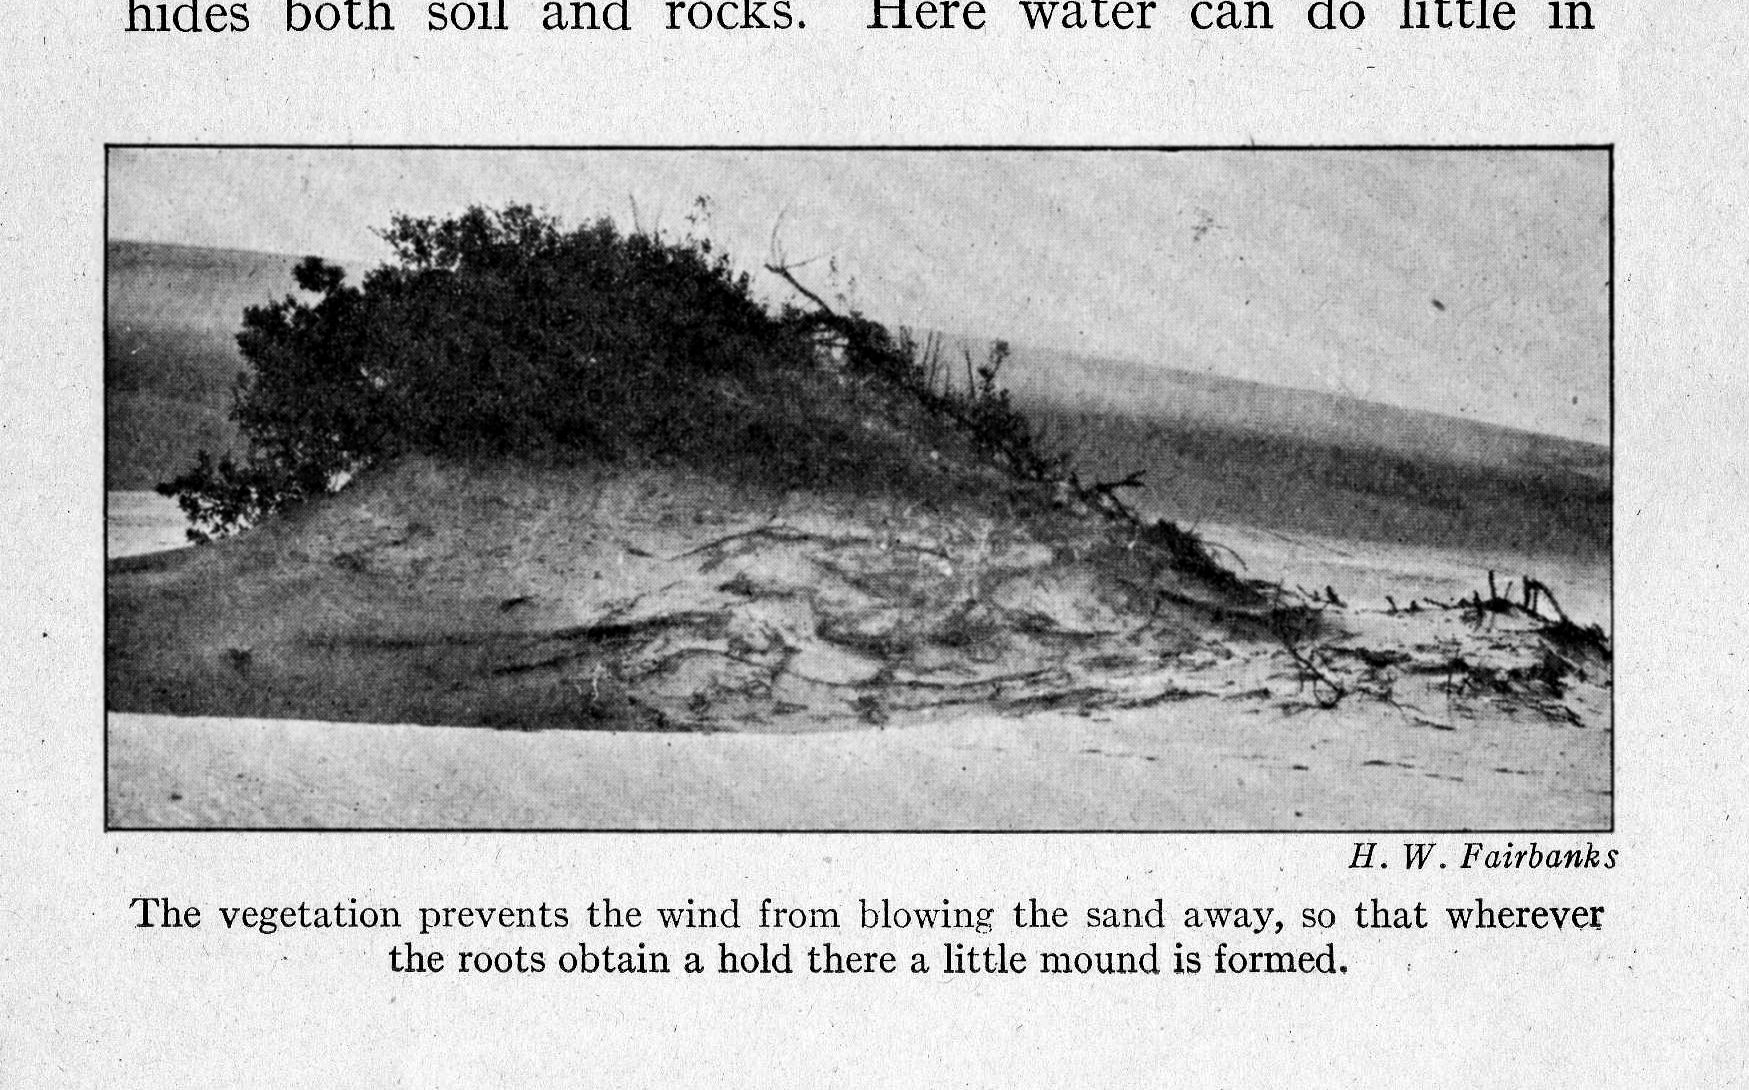 hides both soil and rocks. Here water can do little in
H. W. Fairbanks
The vegetation prevents the wind from blowing the sand away, so that wherever
the roots obtain a hold there a little mound is formed.